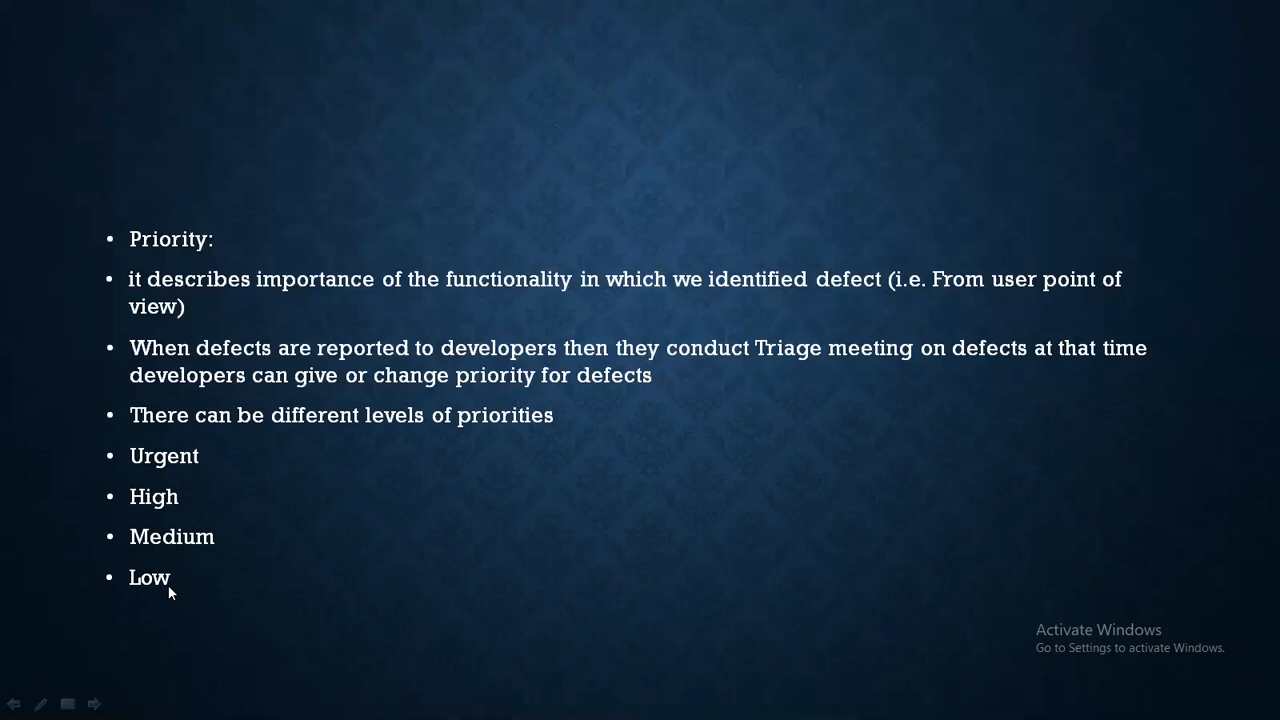 • Priority:
• it describes importance of the functionality in which we identified defect (i.e. From user point of
view)
• When defects are reported to developers then they conduct Triage meeting on defects at that time
developers can give or change priority for defects
• There can be different levels of priorities
• Urgent
• High
• Medium
• Low
Activate Windows
Go to Settings to activate Windows.